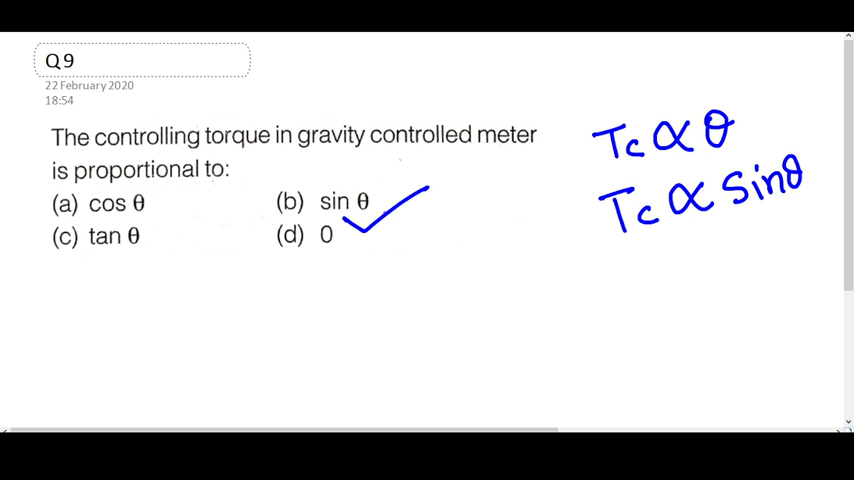 Q9
22 February 2020
18:54
The controlling torque in gravity controlled meter
is proportional to:
(a) cos θ
(b) sin θ
(c) tan θ
(d) 0
Tc ∝ θ
Tc ∝ sinθ